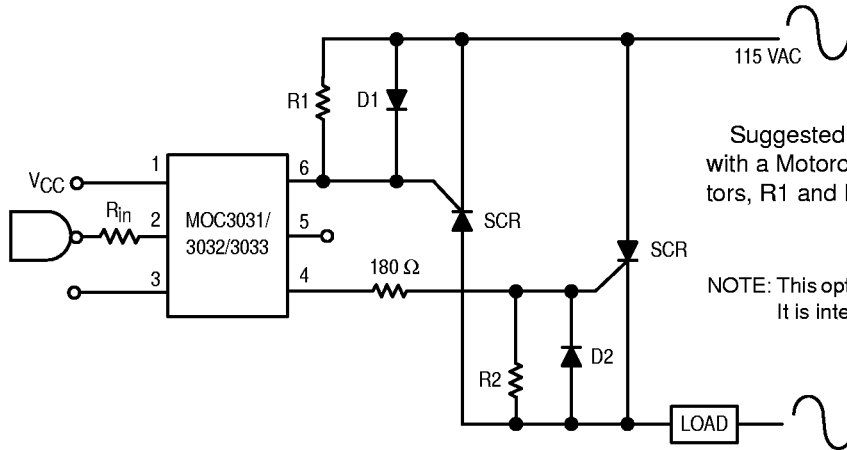 115 VAC
R1
D1
Suggested
with a Motoro
tors, R1 and
1
6
VCC
Rin
2
MOC3031/
3032/3033
5
SCR
3
4
180 Ω
SCR
NOTE: This opt
It is inte
R2
D2
LOAD